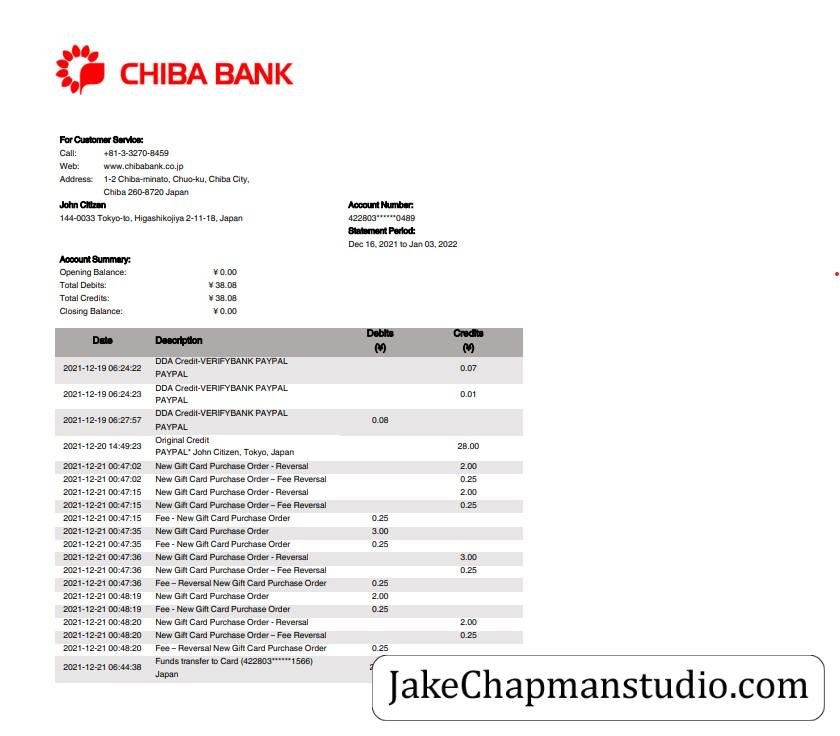 CHIBA BANK
For Customer Service:
Call: +81-3-3270-8459
Web: www.chibabank.co.jp
Address: 1-2 Chiba-minato, Chuo-ku, Chiba City,
Chiba 260-8720 Japan
John Citizen
144-0033 Tokyo-to, Higashikojiya 2-11-18, Japan
Account Number:
422803******0489
Statement Period:
Dec 16, 2021 to Jan 03, 2022
Account Summary:
Opening Balance: ¥ 0.00
Total Debits: ¥ 38.08
Total Credits: ¥ 38.08
Closing Balance: ¥ 0.00
Date Description Debits (¥) Credits (¥)
2021-12-19 06:24:22 DDA Credit-VERIFYBANK PAYPAL 0.07
PAYPAL
2021-12-19 06:24:23 DDA Credit-VERIFYBANK PAYPAL 0.01
PAYPAL
2021-12-19 06:27:57 DDA Credit-VERIFYBANK PAYPAL 0.08
PAYPAL
2021-12-20 14:49:23 Original Credit 28.00
PAYPAL* John Citizen, Tokyo, Japan
2021-12-21 00:47:02 New Gift Card Purchase Order - Reversal 2.00
2021-12-21 00:47:02 New Gift Card Purchase Order – Fee Reversal 0.25
2021-12-21 00:47:15 New Gift Card Purchase Order - Reversal 2.00
2021-12-21 00:47:15 New Gift Card Purchase Order – Fee Reversal 0.25
2021-12-21 00:47:15 Fee - New Gift Card Purchase Order 0.25
2021-12-21 00:47:35 New Gift Card Purchase Order 3.00
2021-12-21 00:47:35 Fee - New Gift Card Purchase Order 0.25
2021-12-21 00:47:36 New Gift Card Purchase Order - Reversal 3.00
2021-12-21 00:47:36 New Gift Card Purchase Order – Fee Reversal 0.25
2021-12-21 00:47:36 Fee – Reversal New Gift Card Purchase Order 0.25
2021-12-21 00:48:19 New Gift Card Purchase Order 2.00
2021-12-21 00:48:19 Fee - New Gift Card Purchase Order 0.25
2021-12-21 00:48:20 New Gift Card Purchase Order - Reversal 2.00
2021-12-21 00:48:20 New Gift Card Purchase Order – Fee Reversal 0.25
2021-12-21 00:48:20 Fee – Reversal New Gift Card Purchase Order 0.25
2021-12-21 06:44:38 Funds transfer to Card (422803******1566)
Japan
JakeChapmanstudio.com